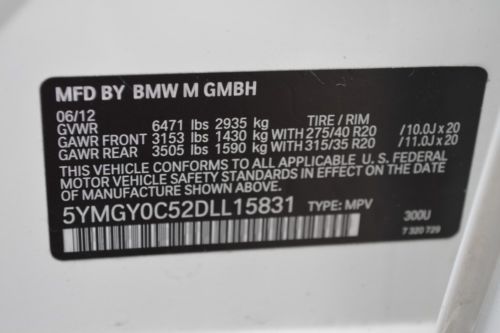 MFD BY BMW M GMBH
06/12
GVWR 6471 lbs 2935 kg TIRE / RIM
GAWR FRONT 3153 lbs 1430 kg WITH 275/40 R20 /10.0J x 20
GAWR REAR 3505 lbs 1590 kg WITH 315/35 R20 /11.0J x 20
THIS VEHICLE CONFORMS TO ALL APPLICABLE U. S. FEDERAL
MOTOR VEHICLE SAFETY STANDARDS IN EFFECT ON THE DATE
OF MANUFACTURE SHOWN ABOVE.
5YMGY0C52DLL15831 TYPE: MPV
300U
7 320 729